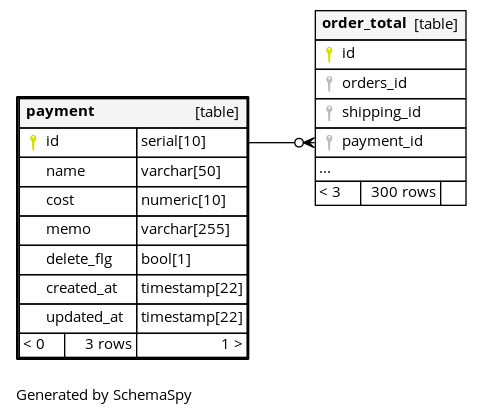 order_total [table]
id
orders_id
shipping_id
payment_id
...
< 3 300 rows
payment [table]
id serial[10]
name varchar[50]
cost numeric[10]
memo varchar[255]
delete_flg bool[1]
created_at timestamp[22]
updated_at timestamp[22]
< 0 3 rows 1 >
Generated by SchemaSpy